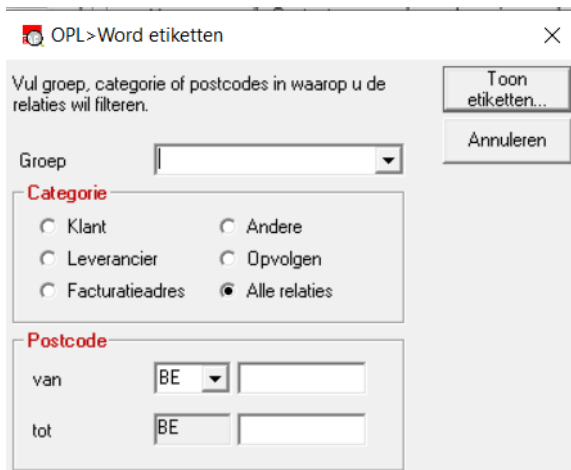 OPL>Word etiketten
Vul groep, categorie of postcodes in waarop u de
relaties wil filteren.
Toon
etiketten...
Annuleren
Groep
Categorie
Klant
Andere
Leverancier
Opvolgen
Facturatieadres
Alle relaties
Postcode
van
BE
tot
BE